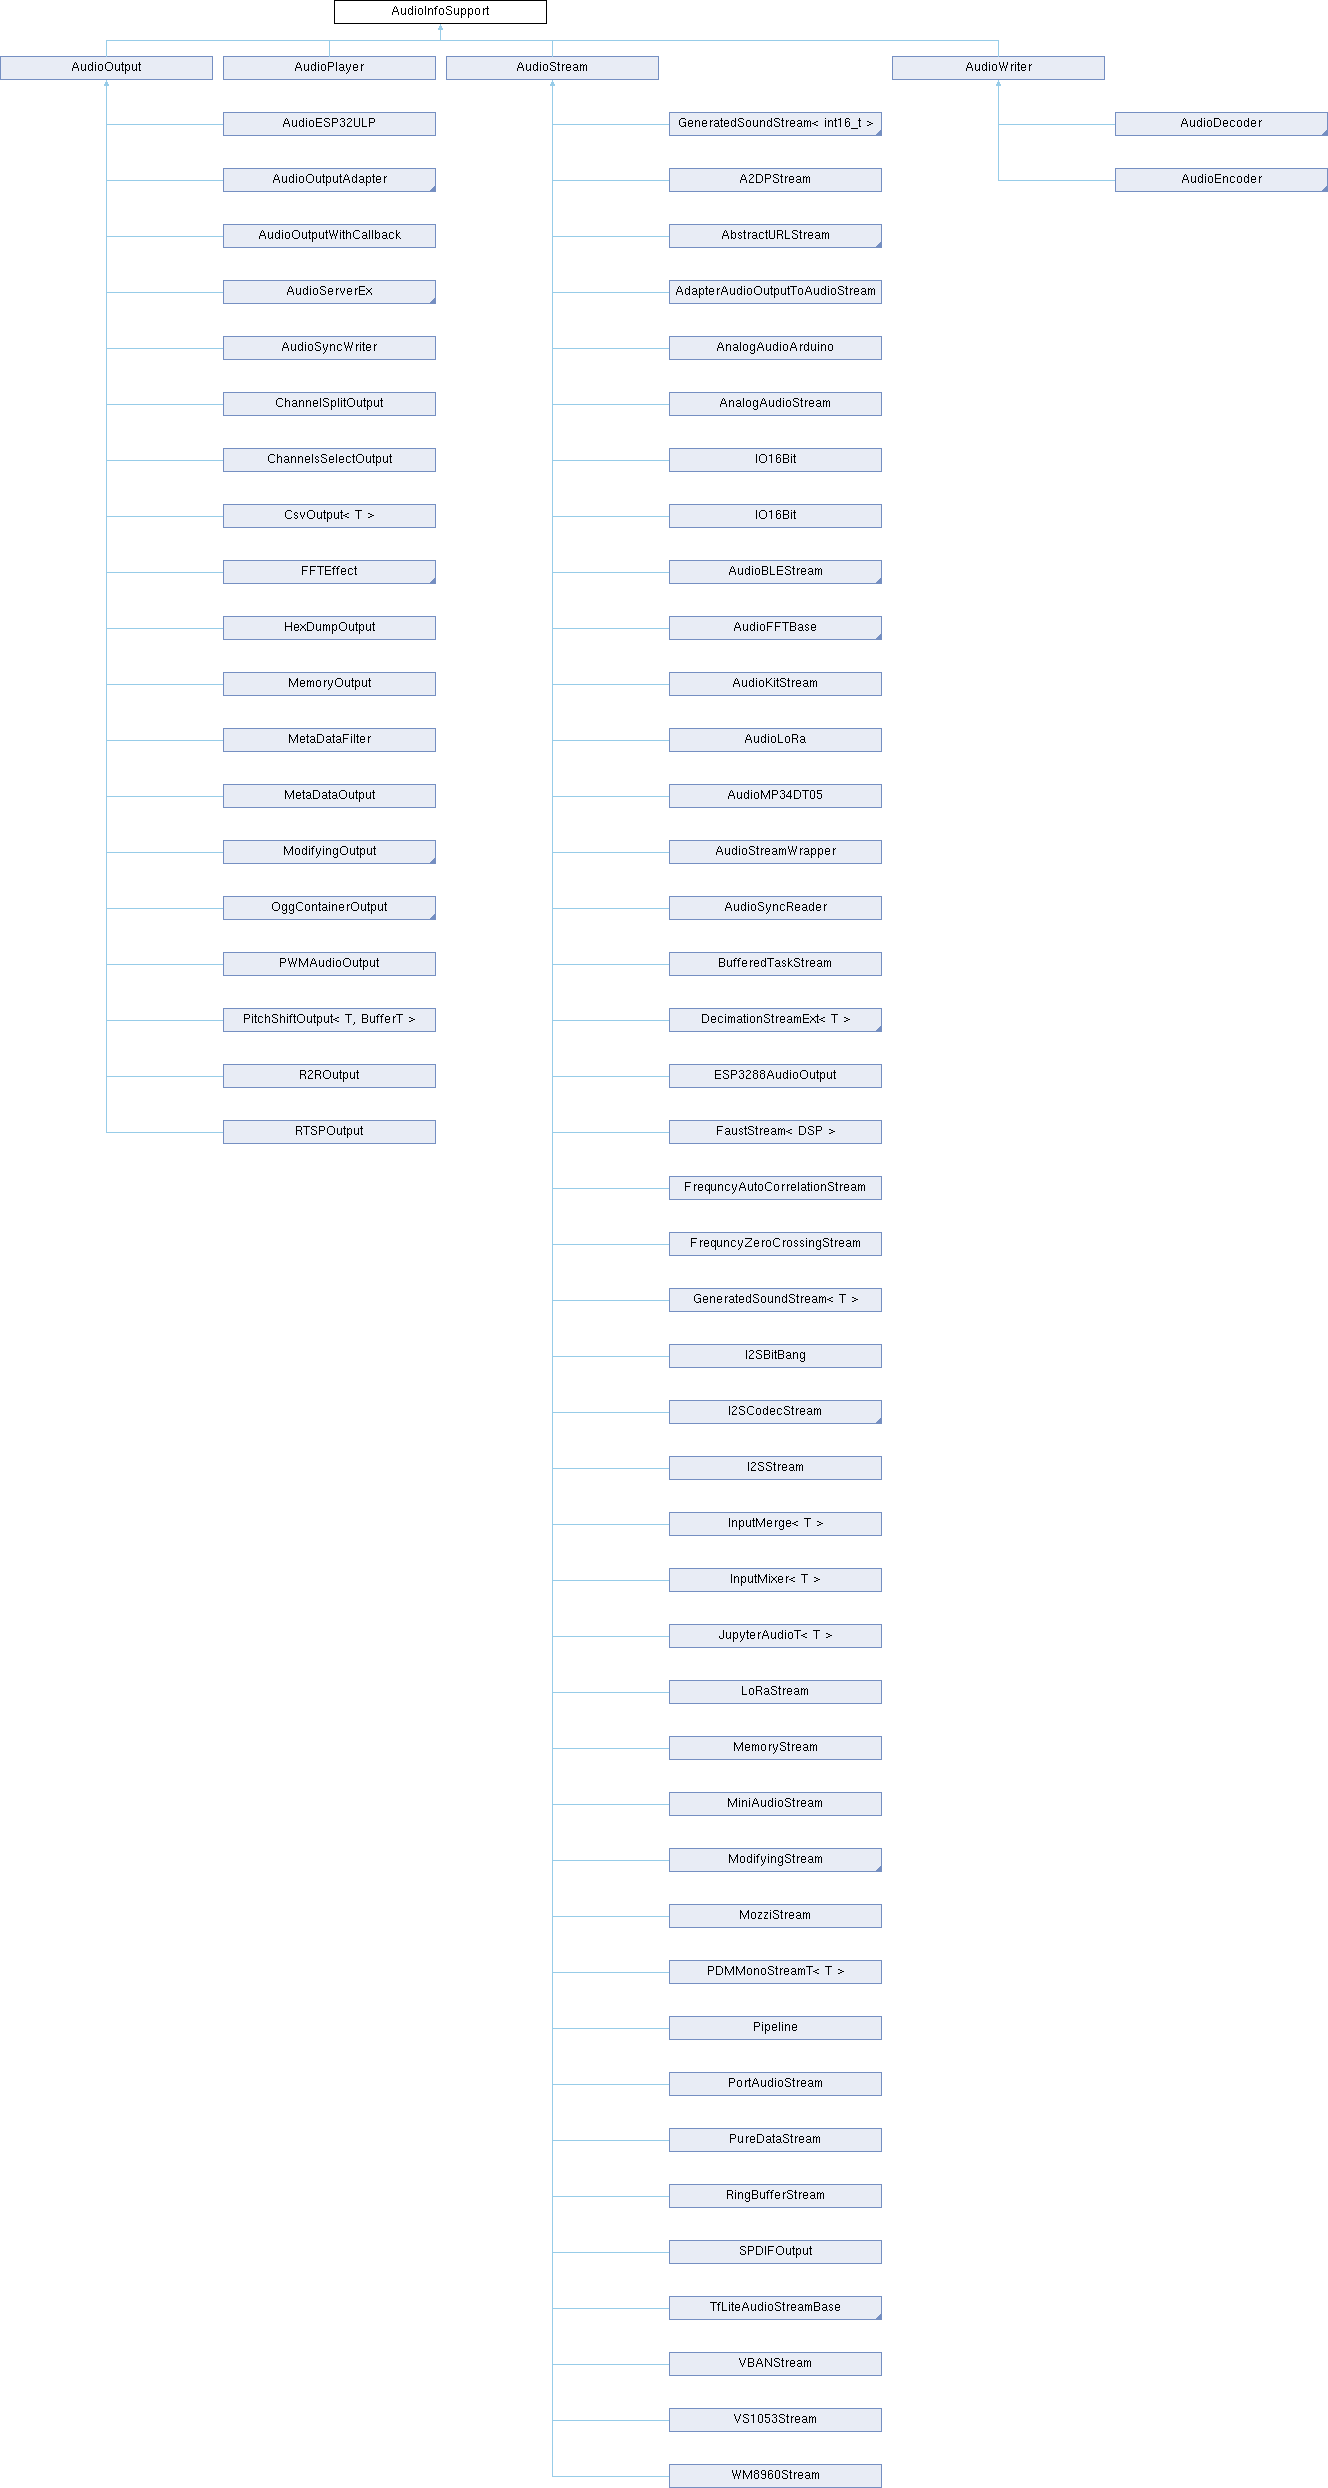 AudioInfoSupport
AudioOutput
AudioPlayer
AudioStream
AudioWriter
AudioESP32ULP
GeneratedSoundStream< int16_t >
AudioDecoder
AudioOutputAdapter
A2DPStream
AudioEncoder
AudioOutputWithCallback
AbstractURLStream
AudioServerEx
AdapterAudioOutputToAudioStream
AudioSyncWriter
AnalogAudioArduino
ChannelSplitOutput
AnalogAudioStream
ChannelsSelectOutput
IO16Bit
CsvOutput< T >
IO16Bit
FFTEffect
AudioBLEStream
HexDumpOutput
AudioFFTBase
MemoryOutput
AudioKitStream
MetaDataFilter
AudioLoRa
MetaDataOutput
AudioMP34DT05
ModifyingOutput
AudioStreamWrapper
OggContainerOutput
AudioSyncReader
PWMAudioOutput
BufferedTaskStream
PitchShiftOutput< T, BufferT >
DecimationStreamExt< T >
R2ROutput
ESP3288AudioOutput
RTSPOutput
FaustStream< DSP >
FrequncyAutoCorrelationStream
FrequncyZeroCrossingStream
GeneratedSoundStream< T >
I2SBitBang
I2SCodecStream
I2SStream
InputMerge< T >
InputMixer< T >
JupyterAudioT< T >
LoRaStream
MemoryStream
MiniAudioStream
ModifyingStream
MozziStream
PDMMonoStreamT< T >
Pipeline
PortAudioStream
PureDataStream
RingBufferStream
SPDIFOutput
TfLiteAudioStreamBase
VBANStream
VS1053Stream
WM8960Stream